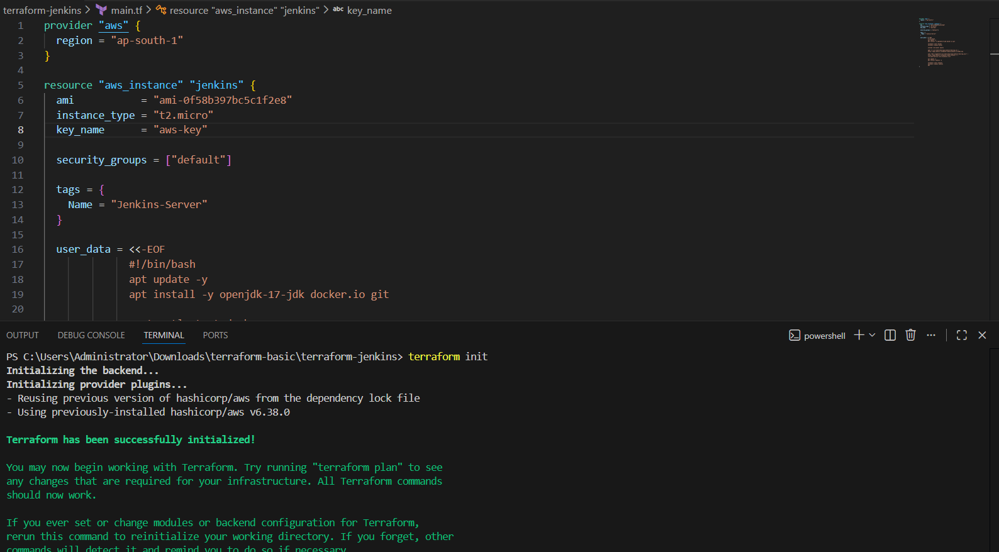 terraform-jenkins > main.tf > resource "aws_instance" "jenkins" > abc key_name
1 provider "aws" {
2 region = "ap-south-1"
3 }
4
5 resource "aws_instance" "jenkins" {
6 ami = "ami-0f58b397bc5c1f2e8"
7 instance_type = "t2.micro"
8 key_name = "aws-key"
9
10 security_groups = ["default"]
11
12 tags = {
13 Name = "Jenkins-Server"
14 }
15
16 user_data = <<-EOF
17 #!/bin/bash
18 apt update -y
19 apt install -y openjdk-17-jdk docker.io git
20
OUTPUT DEBUG CONSOLE TERMINAL PORTS powershell
PS C:\Users\Administrator\Downloads\terraform-basic\terraform-jenkins> terraform init
Initializing the backend...
Initializing provider plugins...
- Reusing previous version of hashicorp/aws from the dependency lock file
- Using previously-installed hashicorp/aws v6.38.0
Terraform has been successfully initialized!
You may now begin working with Terraform. Try running "terraform plan" to see
any changes that are required for your infrastructure. All Terraform commands
should now work.
If you ever set or change modules or backend configuration for Terraform,
rerun this command to reinitialize your working directory. If you forget, other
commands will detect it and remind you to do so if necessary.